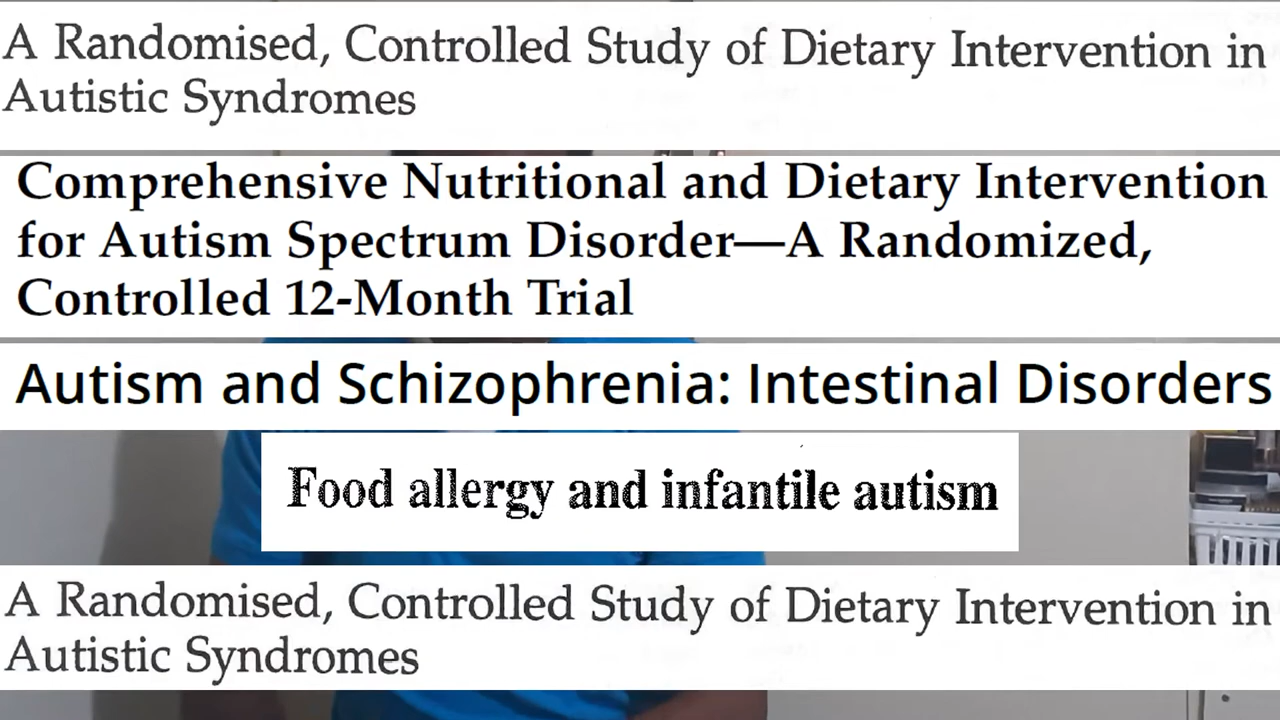 A Randomised, Controlled Study of Dietary Intervention in
Autistic Syndromes
Comprehensive Nutritional and Dietary Intervention
for Autism Spectrum Disorder—A Randomized,
Controlled 12-Month Trial
Autism and Schizophrenia: Intestinal Disorders
Food allergy and infantile autism
A Randomised, Controlled Study of Dietary Intervention in
Autistic Syndromes